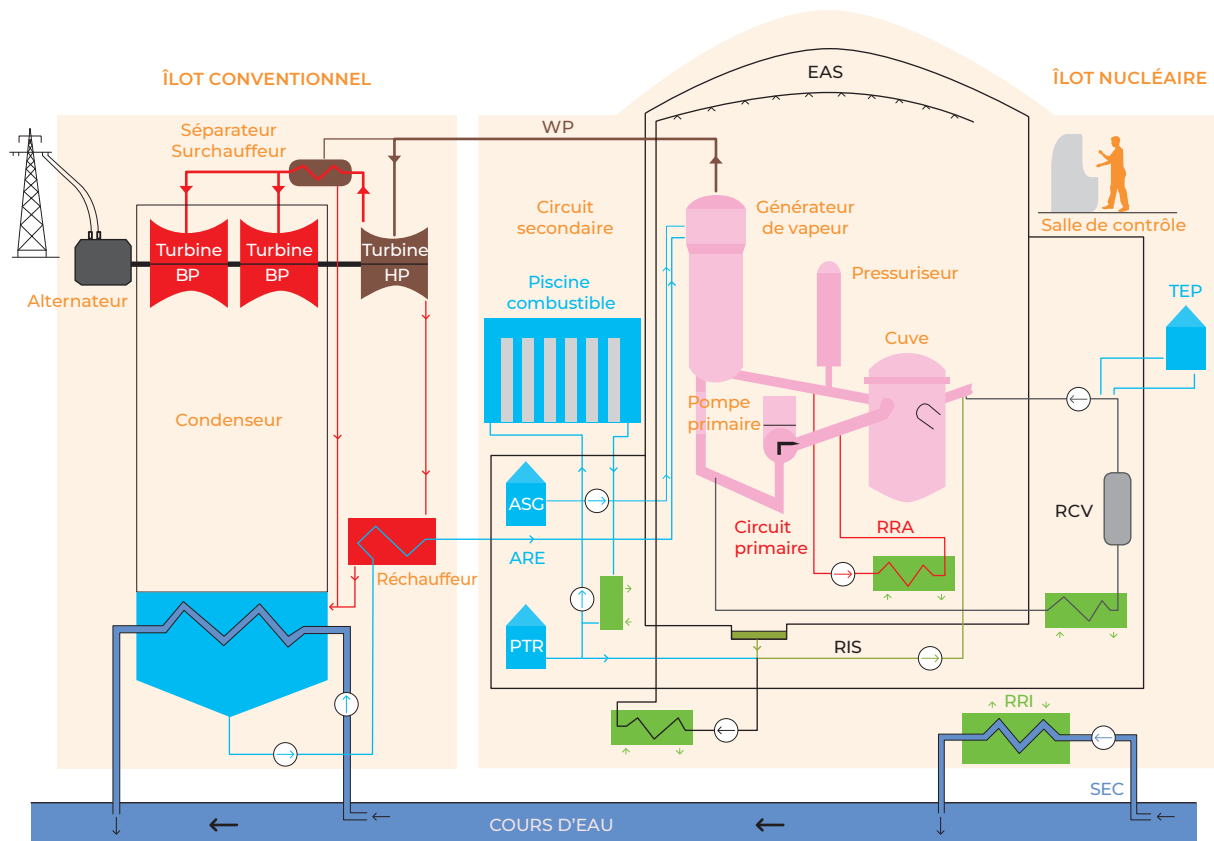 ÎLOT CONVENTIONNEL
EAS
ÎLOT NUCLÉAIRE
Séparateur
Surchauffeur
WP
Circuit
secondaire
Générateur
de vapeur
Salle de contrôle
Turbine
BP
Turbine
BP
Turbine
HP
Alternateur
Piscine
combustible
Pressuriseur
TEP
Cuve
Condenseur
Pompe
primaire
ASG
RCV
Circuit
primaire
RRA
ARE
Réchauffeur
PTR
RIS
RRI
SEC
COURS D'EAU